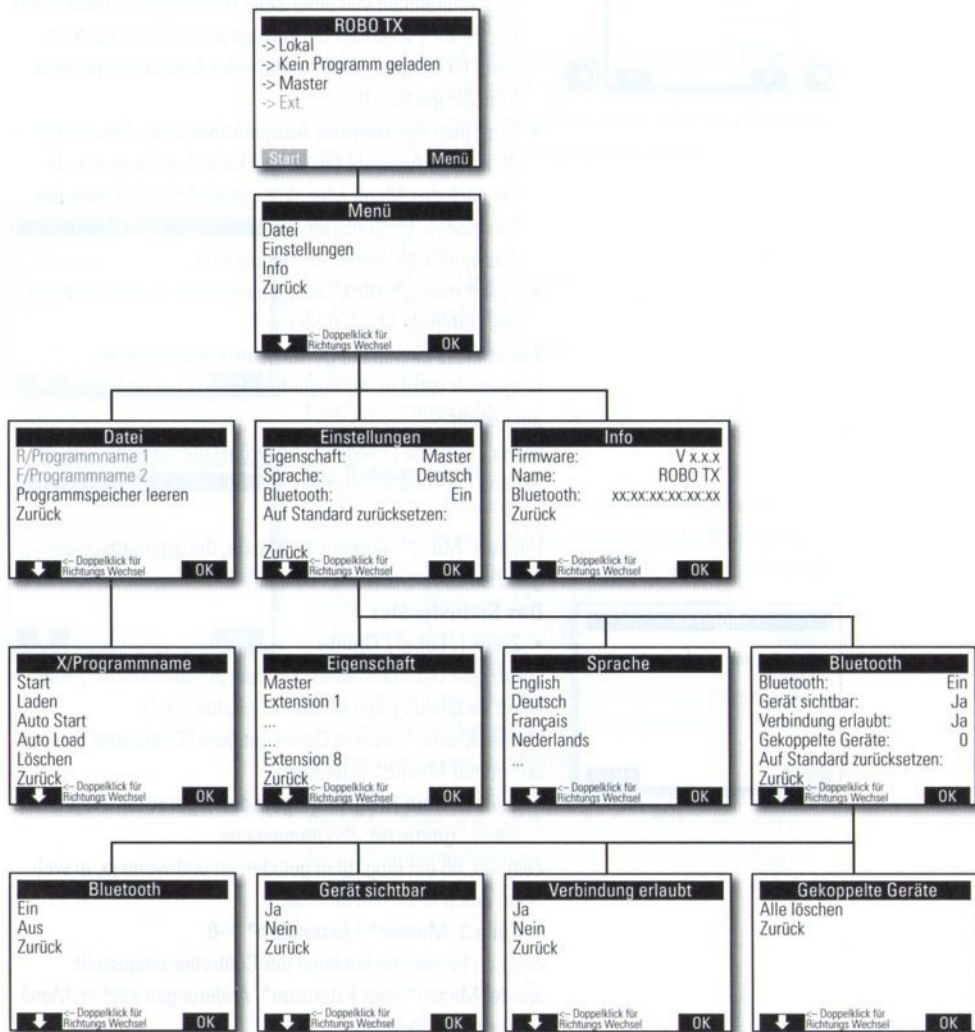 ROBO TX
-> Lokal
-> Kein Programm geladen
-> Master
-> Ext.
Start Menü
Menü
Datei
Einstellungen
Info
Zurück
<– Doppelklick für
Richtungs Wechsel OK
Datei
R/Programmname 1
F/Programmname 2
Programmspeicher leeren
Zurück
<– Doppelklick für
Richtungs Wechsel OK
Einstellungen
Eigenschaft: Master
Sprache: Deutsch
Bluetooth: Ein
Auf Standard zurücksetzen:
Zurück
<– Doppelklick für
Richtungs Wechsel OK
Info
Firmware: V x.x.x
Name: ROBO TX
Bluetooth: xx:xx:xx:xx:xx:xx
Zurück
<– Doppelklick für
Richtungs Wechsel OK
X/Programmname
Start
Laden
Auto Start
Auto Load
Löschen
Zurück
<– Doppelklick für
Richtungs Wechsel OK
Eigenschaft
Master
Extension 1
...
...
Extension 8
Zurück
<– Doppelklick für
Richtungs Wechsel OK
Sprache
English
Deutsch
Français
Nederlands
...
<– Doppelklick für
Richtungs Wechsel OK
Bluetooth
Bluetooth: Ein
Gerät sichtbar: Ja
Verbindung erlaubt: Ja
Gekoppelte Geräte: 0
Auf Standard zurücksetzen:
Zurück
<– Doppelklick für
Richtungs Wechsel OK
Bluetooth
Ein
Aus
Zurück
<– Doppelklick für
Richtungs Wechsel OK
Gerät sichtbar
Ja
Nein
Zurück
<– Doppelklick für
Richtungs Wechsel OK
Verbindung erlaubt
Ja
Nein
Zurück
<– Doppelklick für
Richtungs Wechsel OK
Gekoppelte Geräte
Alle löschen
Zurück
<– Doppelklick für
Richtungs Wechsel OK